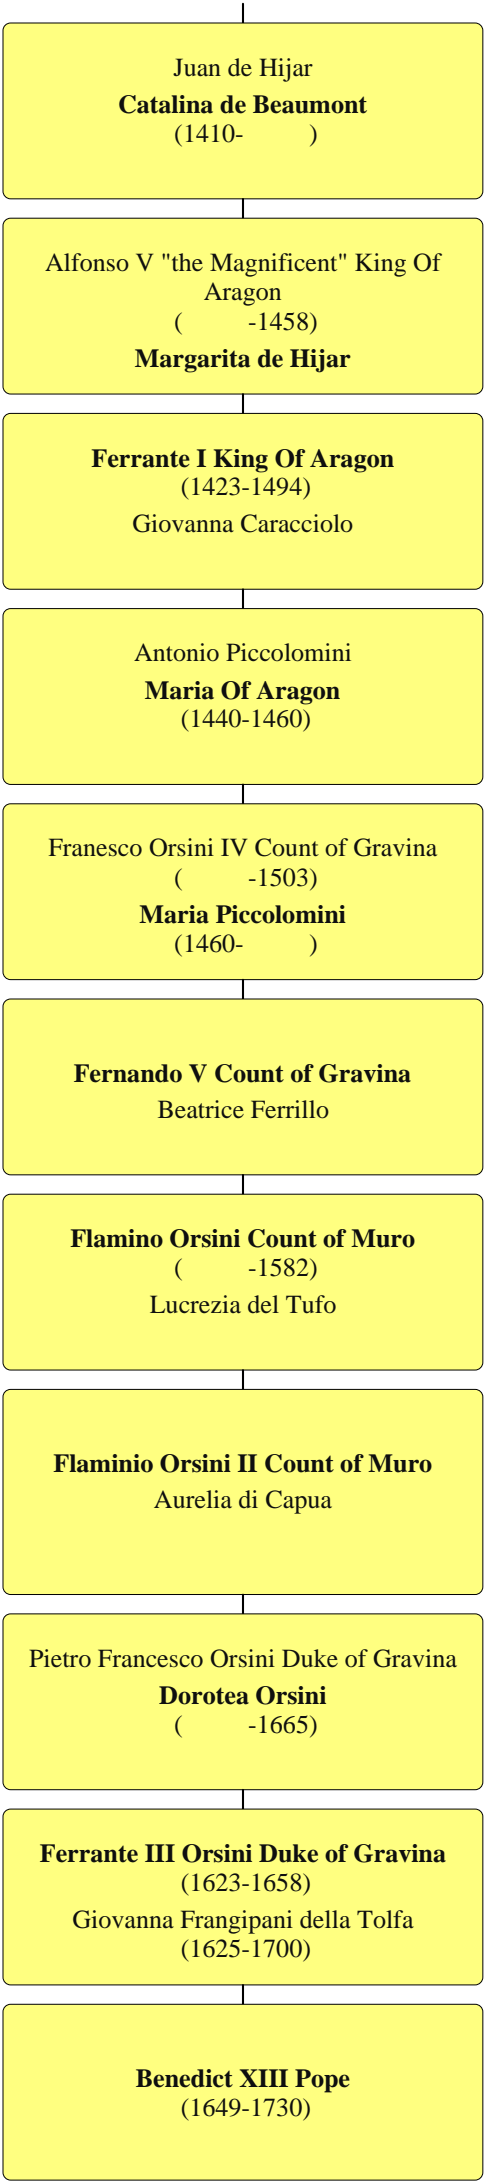 Juan de Hijar
Catalina de Beaumont
(1410- )
Alfonso V "the Magnificent" King Of
Aragon
( -1458)
Margarita de Hijar
Ferrante I King Of Aragon
(1423-1494)
Giovanna Caracciolo
Antonio Piccolomini
Maria Of Aragon
(1440-1460)
Franesco Orsini IV Count of Gravina
( -1503)
Maria Piccolomini
(1460- )
Fernando V Count of Gravina
Beatrice Ferrillo
Flamino Orsini Count of Muro
( -1582)
Lucrezia del Tufo
Flaminio Orsini II Count of Muro
Aurelia di Capua
Pietro Francesco Orsini Duke of Gravina
Dorotea Orsini
( -1665)
Ferrante III Orsini Duke of Gravina
(1623-1658)
Giovanna Frangipani della Tolfa
(1625-1700)
Benedict XIII Pope
(1649-1730)